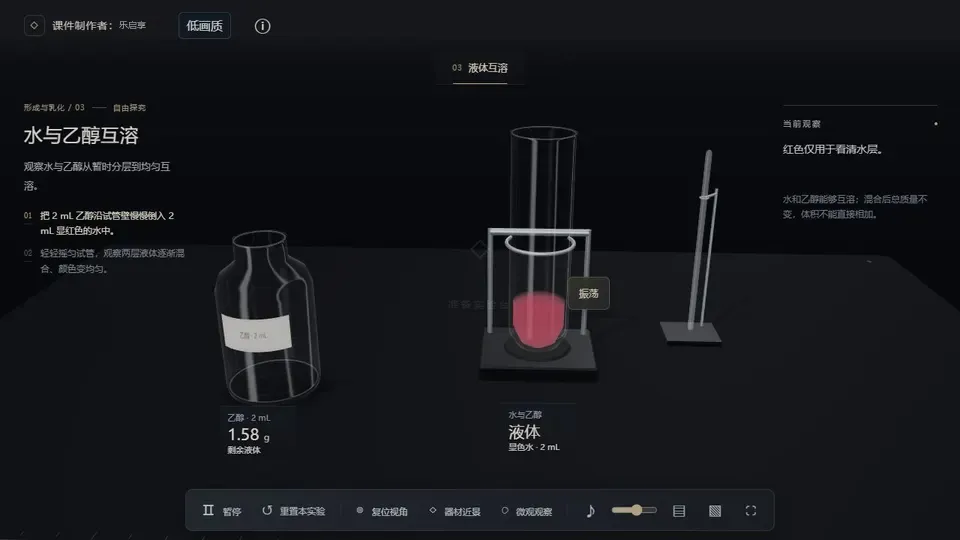 课件制作者：乐启享
低画质
03 液体互溶
形成与乳化 / 03 —— 自由探究
水与乙醇互溶
观察水与乙醇从暂时分层到均匀互
溶。
01 把 2 mL 乙醇沿试管壁慢慢倒入 2
mL 显红色的水中。
02 轻轻摇匀试管，观察两层液体逐渐混
合、颜色变均匀。
当前观察
红色仅用于看清水层。
水和乙醇能够互溶；混合后总质量不
变，体积不能直接相加。
振荡
乙醇 · 2 mL
乙醇 · 2 mL
1.58 g
剩余液体
水与乙醇
液体
显色水 · 2 mL
暂停
重置本实验
复位视角
器材近景
微观观察